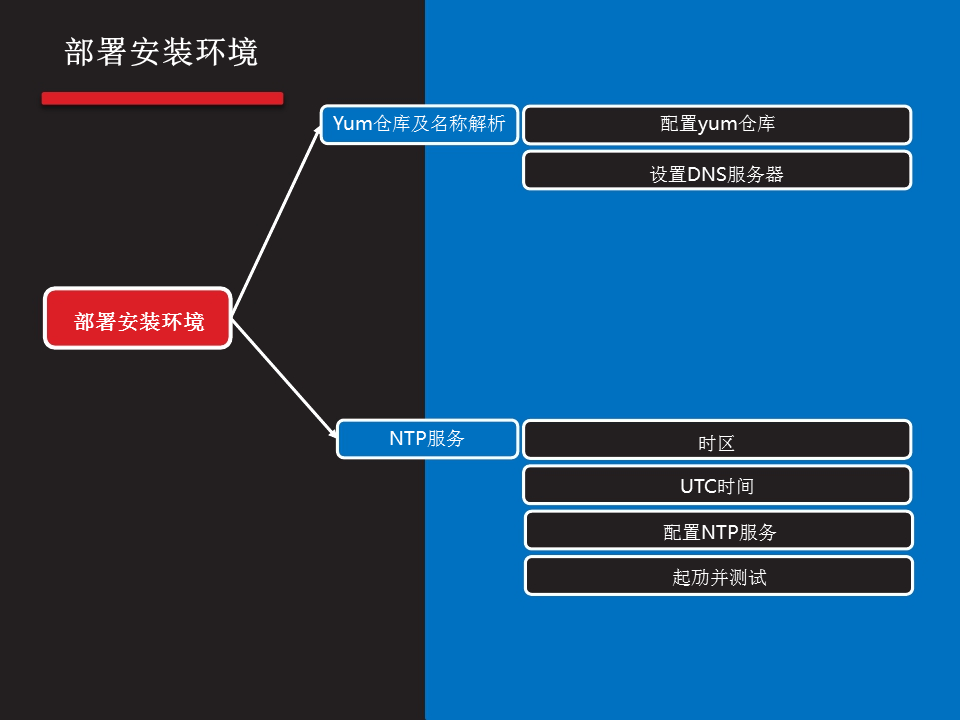 部署安装环境
Yum仓库及名称解析
配置yum仓库
设置DNS服务器
部署安装环境
NTP服务
时区
UTC时间
配置NTP服务
起劢并测试